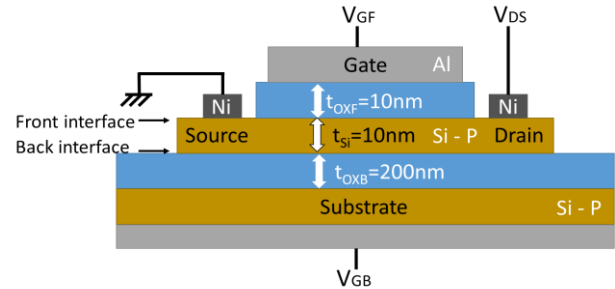 VGF VDS
Gate Al
Ni tOXF=10nm Ni
Front interface
Source tSi=10nm Si - P Drain
Back interface
tOXB=200nm
Substrate Si - P
VGB